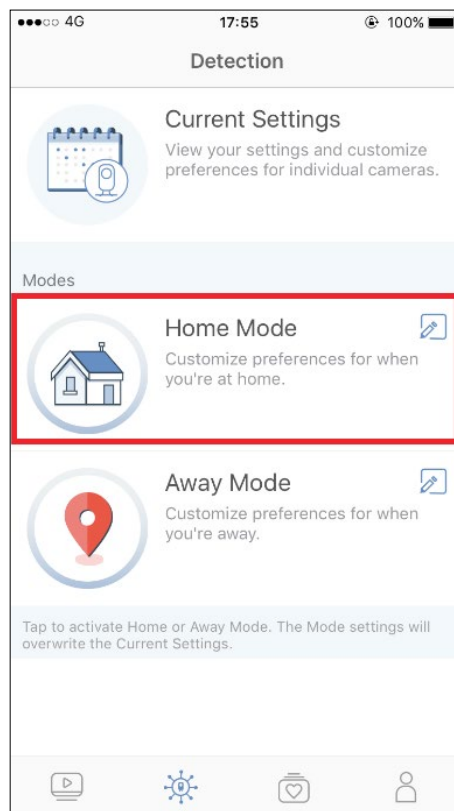 4G 17:55 100%
Detection
Current Settings
View your settings and customize
preferences for individual cameras.
Modes
Home Mode
Customize preferences for when
you're at home.
Away Mode
Customize preferences for when
you're away.
Tap to activate Home or Away Mode. The Mode settings will
overwrite the Current Settings.